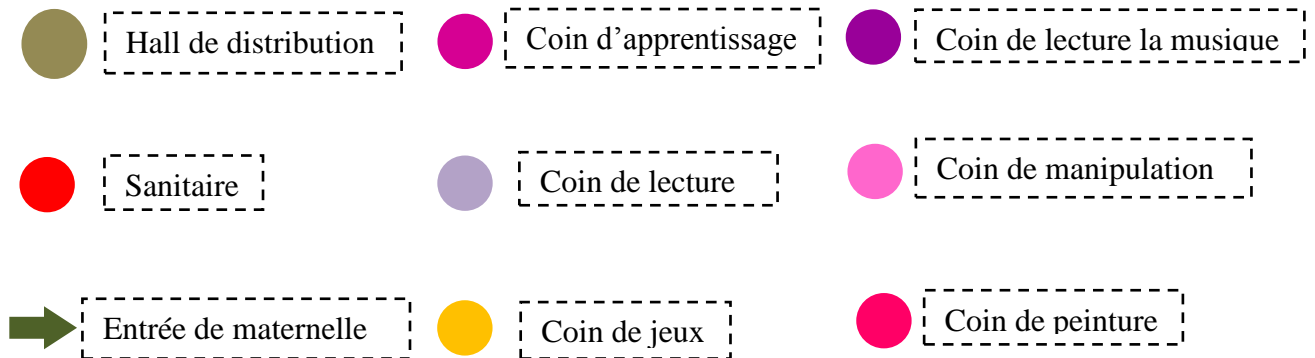 Hall de distribution
Coin d’apprentissage
Coin de lecture la musique
Sanitaire
Coin de lecture
Coin de manipulation
Entrée de maternelle
Coin de jeux
Coin de peinture